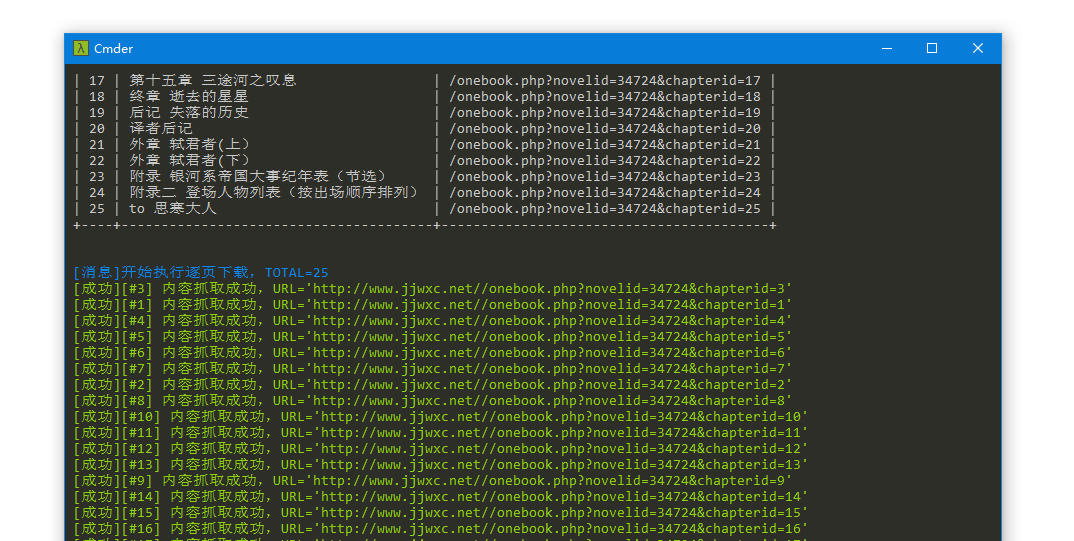 Cmder
| 17 | 第十五章 三途河之叹息 | /onebook.php?novelid=34724&chapterid=17 |
| 18 | 终章 逝去的星星 | /onebook.php?novelid=34724&chapterid=18 |
| 19 | 后记 失落的历史 | /onebook.php?novelid=34724&chapterid=19 |
| 20 | 译者后记 | /onebook.php?novelid=34724&chapterid=20 |
| 21 | 外章 弑君者(上） | /onebook.php?novelid=34724&chapterid=21 |
| 22 | 外章 弑君者(下） | /onebook.php?novelid=34724&chapterid=22 |
| 23 | 附录 银河系帝国大事纪年表（节选） | /onebook.php?novelid=34724&chapterid=23 |
| 24 | 附录二 登场人物列表（按出场顺序排列） | /onebook.php?novelid=34724&chapterid=24 |
| 25 | to 思寒大人 | /onebook.php?novelid=34724&chapterid=25 |
+----+---------------------------------------+-----------------------------------------+
[消息]开始执行逐页下载，TOTAL=25
[成功][#3] 内容抓取成功，URL='http://www.jjwxc.net//onebook.php?novelid=34724&chapterid=3'
[成功][#1] 内容抓取成功，URL='http://www.jjwxc.net//onebook.php?novelid=34724&chapterid=1'
[成功][#4] 内容抓取成功，URL='http://www.jjwxc.net//onebook.php?novelid=34724&chapterid=4'
[成功][#5] 内容抓取成功，URL='http://www.jjwxc.net//onebook.php?novelid=34724&chapterid=5'
[成功][#6] 内容抓取成功，URL='http://www.jjwxc.net//onebook.php?novelid=34724&chapterid=6'
[成功][#7] 内容抓取成功，URL='http://www.jjwxc.net//onebook.php?novelid=34724&chapterid=7'
[成功][#2] 内容抓取成功，URL='http://www.jjwxc.net//onebook.php?novelid=34724&chapterid=2'
[成功][#8] 内容抓取成功，URL='http://www.jjwxc.net//onebook.php?novelid=34724&chapterid=8'
[成功][#10] 内容抓取成功，URL='http://www.jjwxc.net//onebook.php?novelid=34724&chapterid=10'
[成功][#11] 内容抓取成功，URL='http://www.jjwxc.net//onebook.php?novelid=34724&chapterid=11'
[成功][#12] 内容抓取成功，URL='http://www.jjwxc.net//onebook.php?novelid=34724&chapterid=12'
[成功][#13] 内容抓取成功，URL='http://www.jjwxc.net//onebook.php?novelid=34724&chapterid=13'
[成功][#9] 内容抓取成功，URL='http://www.jjwxc.net//onebook.php?novelid=34724&chapterid=9'
[成功][#14] 内容抓取成功，URL='http://www.jjwxc.net//onebook.php?novelid=34724&chapterid=14'
[成功][#15] 内容抓取成功，URL='http://www.jjwxc.net//onebook.php?novelid=34724&chapterid=15'
[成功][#16] 内容抓取成功，URL='http://www.jjwxc.net//onebook.php?novelid=34724&chapterid=16'